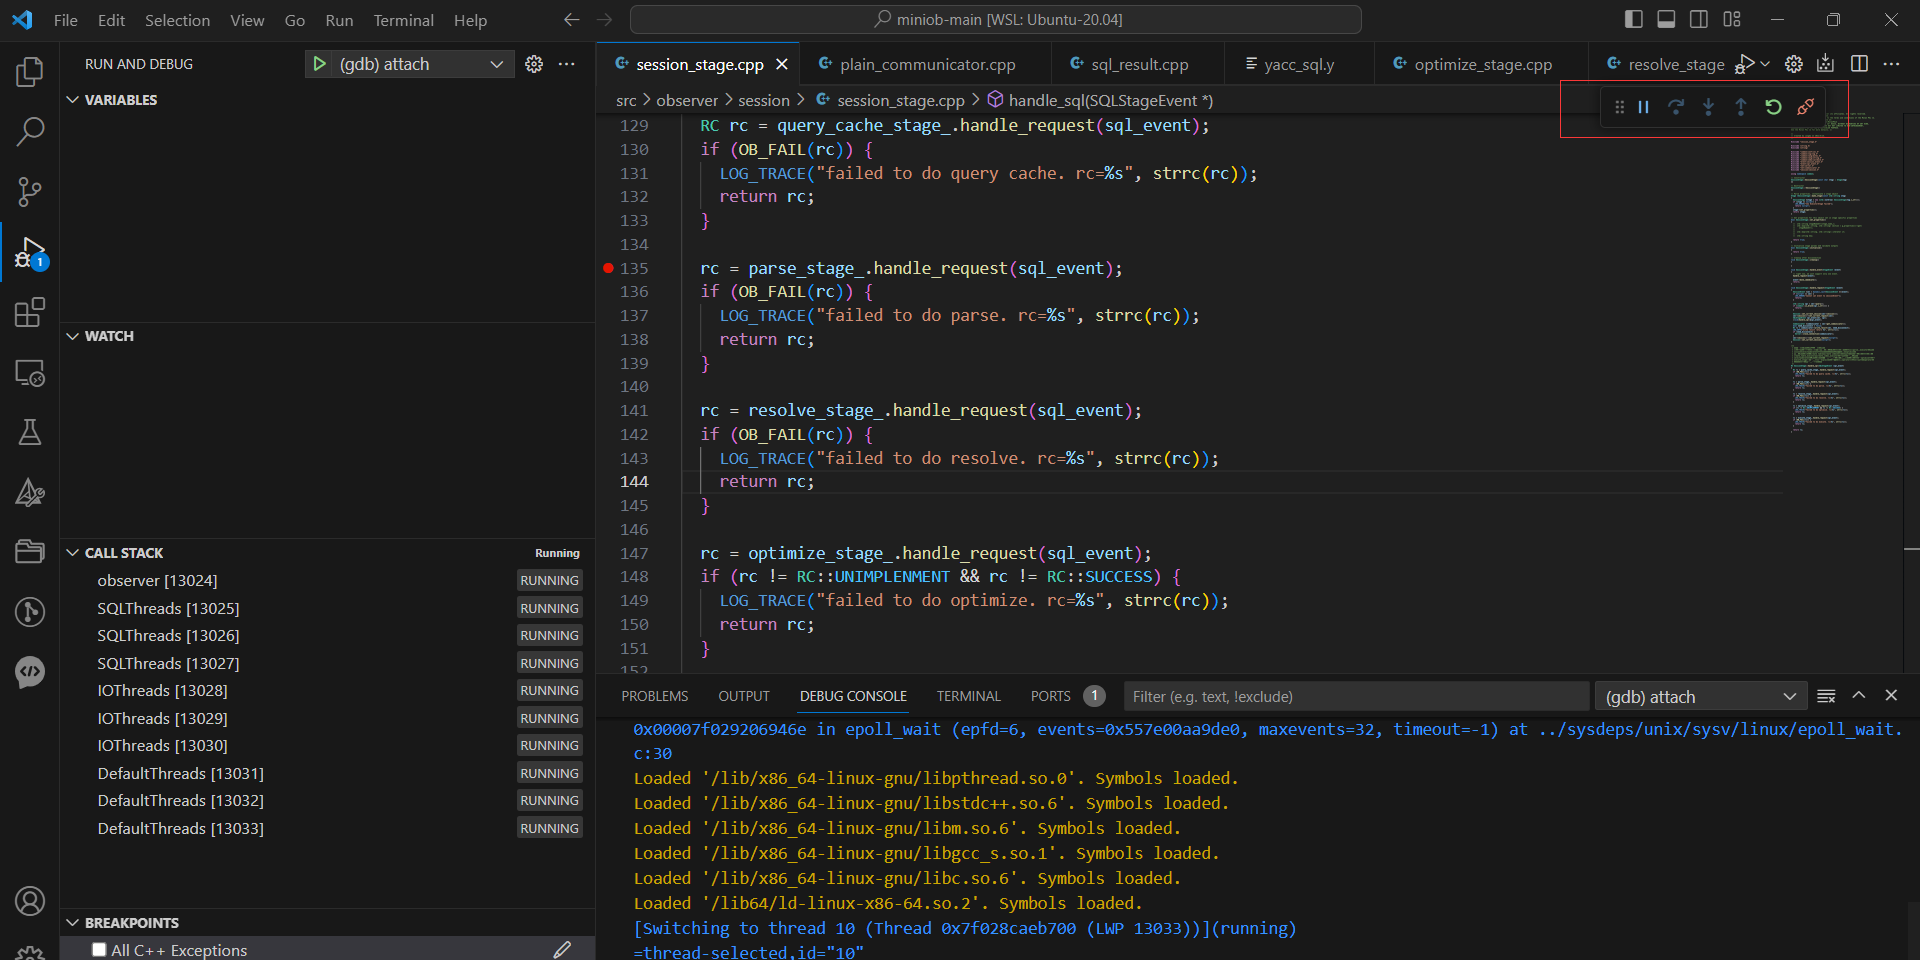 File Edit Selection View Go Run Terminal Help
miniob-main [WSL: Ubuntu-20.04]
RUN AND DEBUG
(gdb) attach
VARIABLES
WATCH
CALL STACK
Running
observer [13024] RUNNING
SQLThreads [13025] RUNNING
SQLThreads [13026] RUNNING
SQLThreads [13027] RUNNING
IOThreads [13028] RUNNING
IOThreads [13029] RUNNING
IOThreads [13030] RUNNING
DefaultThreads [13031] RUNNING
DefaultThreads [13032] RUNNING
DefaultThreads [13033] RUNNING
BREAKPOINTS
All C++ Exceptions
1
session_stage.cpp plain_communicator.cpp sql_result.cpp yacc_sql.y optimize_stage.cpp resolve_stage
src > observer > session > session_stage.cpp > handle_sql(SQLStageEvent *)
129 RC rc = query_cache_stage_.handle_request(sql_event);
130 if (OB_FAIL(rc)) {
131 LOG_TRACE("failed to do query cache. rc=%s", strrc(rc));
132 return rc;
133 }
134
135 rc = parse_stage_.handle_request(sql_event);
136 if (OB_FAIL(rc)) {
137 LOG_TRACE("failed to do parse. rc=%s", strrc(rc));
138 return rc;
139 }
140
141 rc = resolve_stage_.handle_request(sql_event);
142 if (OB_FAIL(rc)) {
143 LOG_TRACE("failed to do resolve. rc=%s", strrc(rc));
144 return rc;
145 }
146
147 rc = optimize_stage_.handle_request(sql_event);
148 if (rc != RC::UNIMPLENMENT && rc != RC::SUCCESS) {
149 LOG_TRACE("failed to do optimize. rc=%s", strrc(rc));
150 return rc;
151 }
152
PROBLEMS OUTPUT DEBUG CONSOLE TERMINAL PORTS 1
Filter (e.g. text, !exclude)
(gdb) attach
0x00007f029206946e in epoll_wait (epfd=6, events=0x557e00aa9de0, maxevents=32, timeout=-1) at ../sysdeps/unix/sysv/linux/epoll_wait.
c:30
Loaded '/lib/x86_64-linux-gnu/libpthread.so.0'. Symbols loaded.
Loaded '/lib/x86_64-linux-gnu/libstdc++.so.6'. Symbols loaded.
Loaded '/lib/x86_64-linux-gnu/libm.so.6'. Symbols loaded.
Loaded '/lib/x86_64-linux-gnu/libgcc_s.so.1'. Symbols loaded.
Loaded '/lib/x86_64-linux-gnu/libc.so.6'. Symbols loaded.
Loaded '/lib64/ld-linux-x86-64.so.2'. Symbols loaded.
[Switching to thread 10 (Thread 0x7f028caeb700 (LWP 13033))](running)
=thread-selected,id="10"